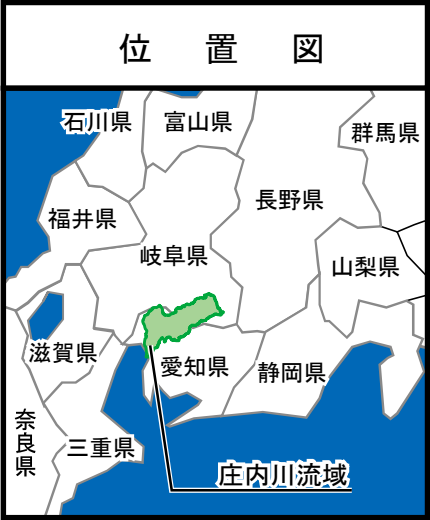 位置図
石川県
富山県
群馬県
福井県
長野県
岐阜県
山梨県
滋賀県
愛知県
静岡県
奈良県
三重県
庄内川流域